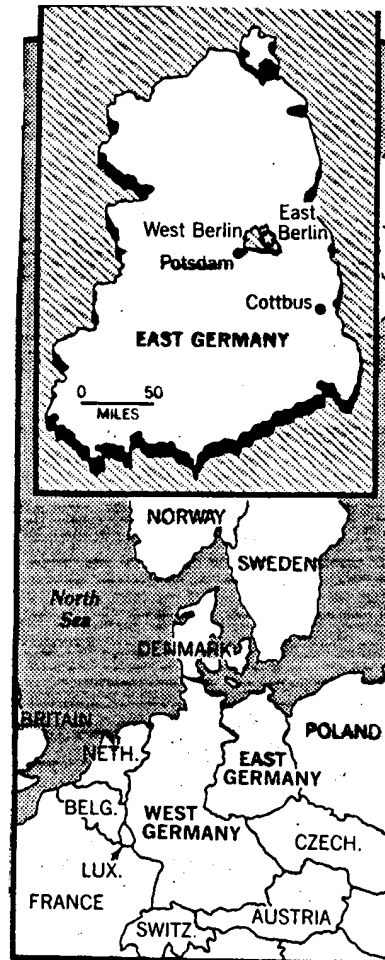 West Berlin
East
Berlin
Potsdam
Cottbus
EAST GERMANY
0 50
MILES
NORWAY
SWEDEN
North
Sea
DENMARK
BRITAIN
NETH.
POLAND
EAST
GERMANY
BELG.
WEST
GERMANY
CZECH.
LUX.
FRANCE
AUSTRIA
SWITZ.